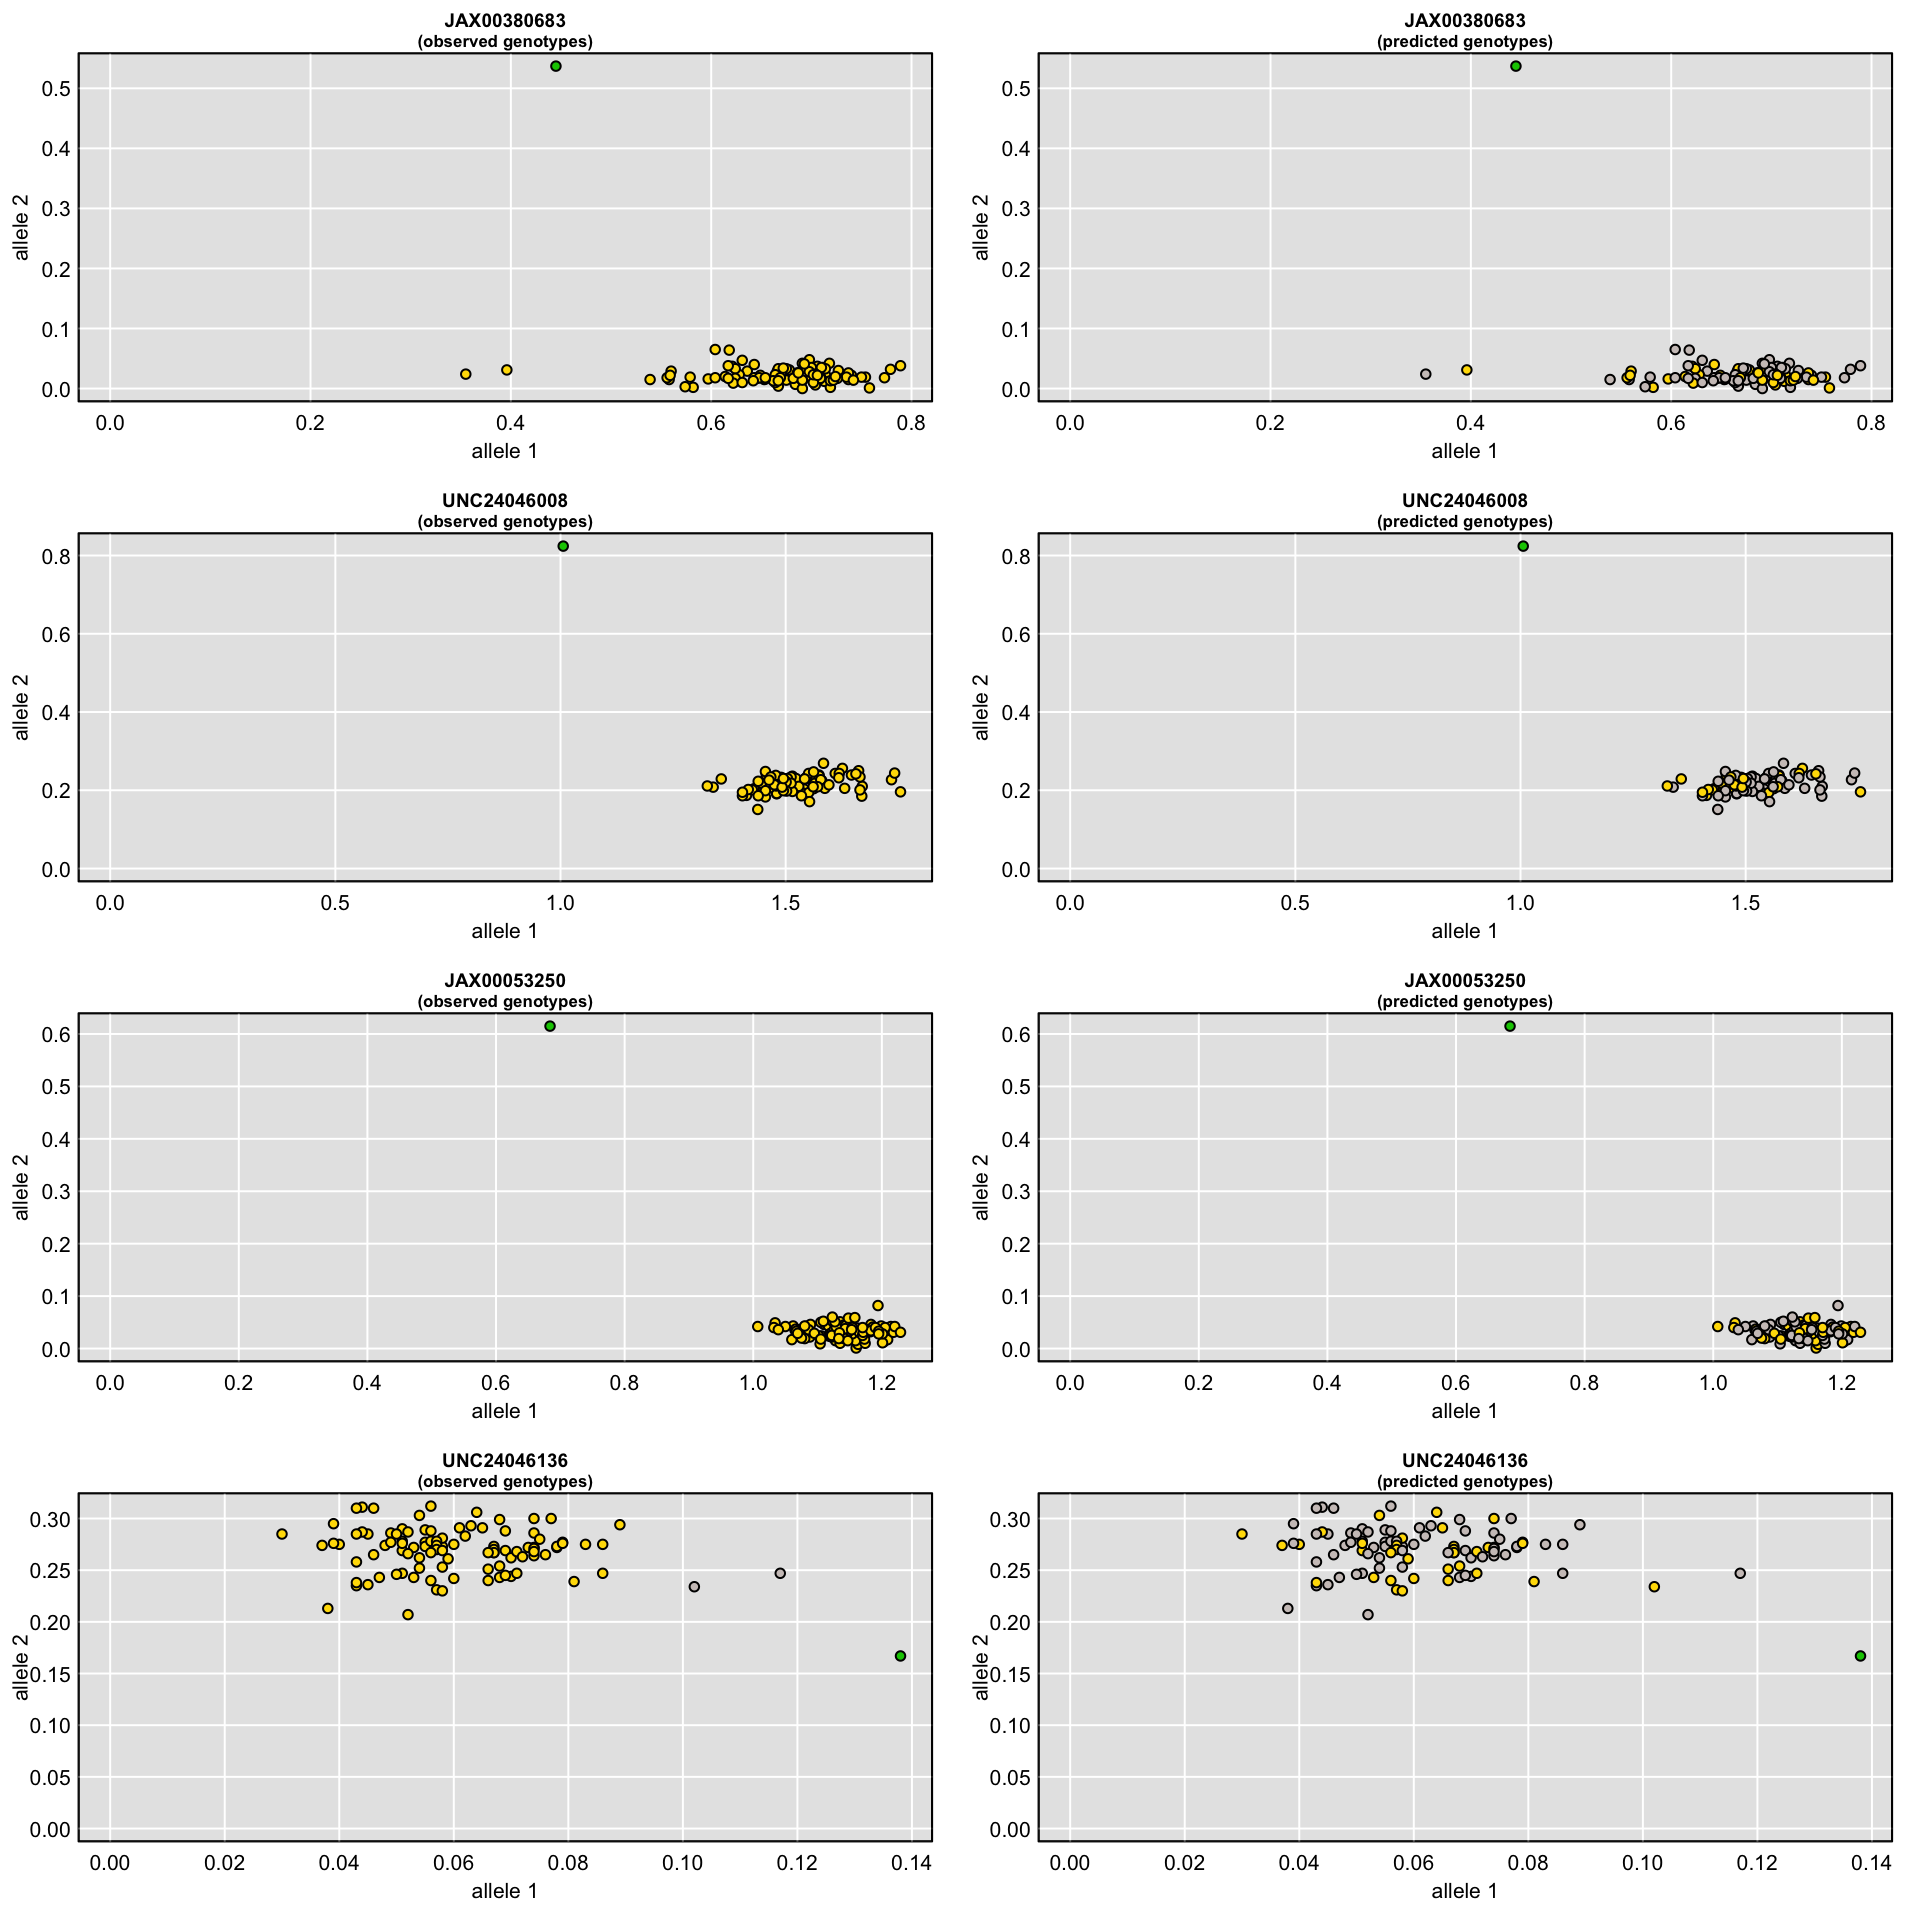 JAX00380683
(observed genotypes)
allele 2
0.5
0.4
0.3
0.2
0.1
0.0
0.0 0.2 0.4 0.6 0.8
allele 1
JAX00380683
(predicted genotypes)
allele 2
0.5
0.4
0.3
0.2
0.1
0.0
0.0 0.2 0.4 0.6 0.8
allele 1
UNC24046008
(observed genotypes)
allele 2
0.8
0.6
0.4
0.2
0.0
0.0 0.5 1.0 1.5
allele 1
UNC24046008
(predicted genotypes)
allele 2
0.8
0.6
0.4
0.2
0.0
0.0 0.5 1.0 1.5
allele 1
JAX00053250
(observed genotypes)
allele 2
0.6
0.5
0.4
0.3
0.2
0.1
0.0
0.0 0.2 0.4 0.6 0.8 1.0 1.2
allele 1
JAX00053250
(predicted genotypes)
allele 2
0.6
0.5
0.4
0.3
0.2
0.1
0.0
0.0 0.2 0.4 0.6 0.8 1.0 1.2
allele 1
UNC24046136
(observed genotypes)
allele 2
0.30
0.25
0.20
0.15
0.10
0.05
0.00
0.00 0.02 0.04 0.06 0.08 0.10 0.12 0.14
allele 1
UNC24046136
(predicted genotypes)
allele 2
0.30
0.25
0.20
0.15
0.10
0.05
0.00
0.00 0.02 0.04 0.06 0.08 0.10 0.12 0.14
allele 1